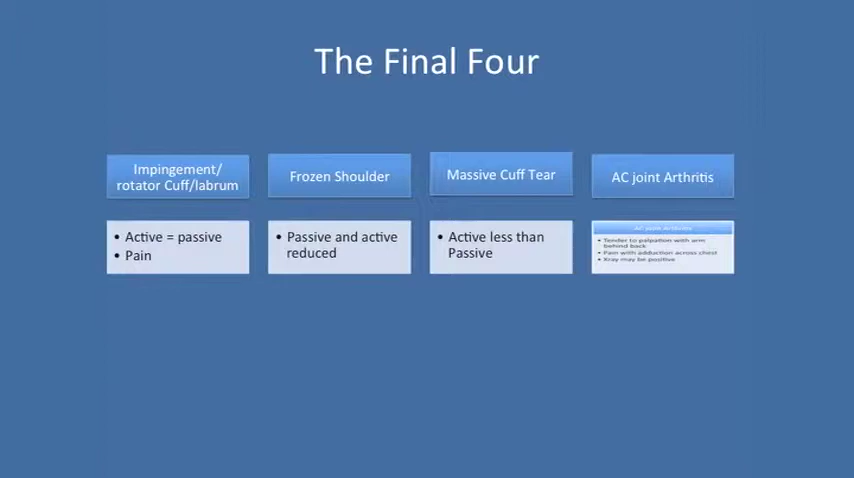 The Final Four
Impingement/
rotator Cuff/labrum
• Active = passive
• Pain
Frozen Shoulder
• Passive and active
reduced
Massive Cuff Tear
• Active less than
Passive
AC joint Arthritis
AC joint Arthritis
• Tender to palpation with arm
behind back
• Pain with adduction across chest
• Xray may be positive